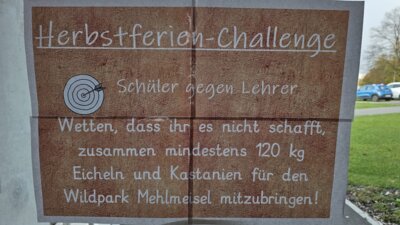 Herbstferien-Challenge
Schüler gegen Lehrer
Wetten, dass ihr es nicht schafft,
zusammen mindestens 120 kg
Eicheln und Kastanien für den
Wildpark Mehlmeisel mitzubringen!